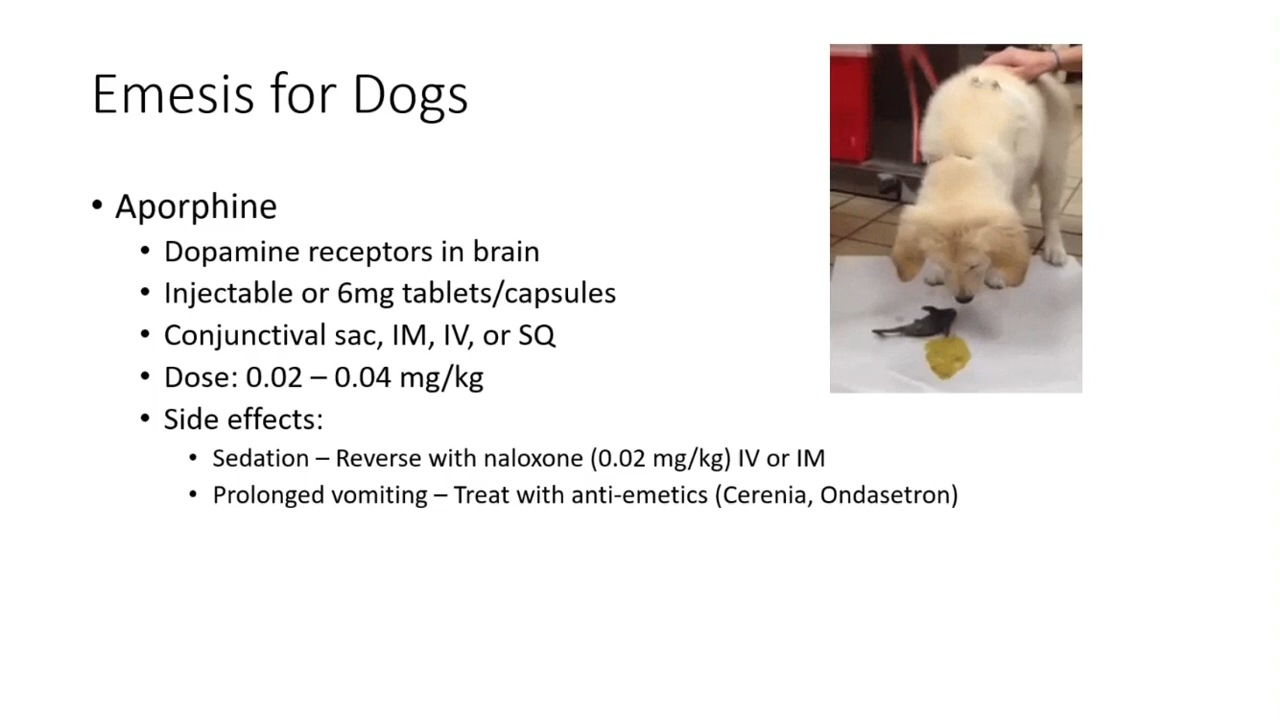 Emesis for Dogs
• Aporphine
• Dopamine receptors in brain
• Injectable or 6mg tablets/capsules
• Conjunctival sac, IM, IV, or SQ
• Dose: 0.02 – 0.04 mg/kg
• Side effects:
• Sedation – Reverse with naloxone (0.02 mg/kg) IV or IM
• Prolonged vomiting – Treat with anti-emetics (Cerenia, Ondasetron)